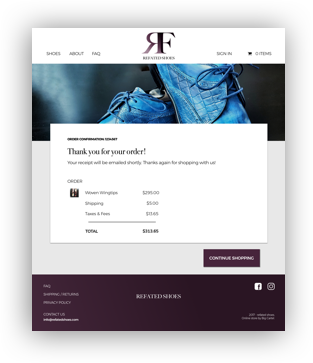 RF
REFATED SHOES
SHOES ABOUT FAQ SIGN IN 0 ITEMS
ORDER CONFIRMATION: 1234567
Thank you for your order!
Your receipt will be emailed shortly. Thanks again for shopping with us!
ORDER
Woven Wingtips $295.00
Shipping $5.00
Taxes & Fees $13.65
TOTAL $313.65
CONTINUE SHOPPING
FAQ
SHIPPING / RETURNS
PRIVACY POLICY
REFATED SHOES
CONTACT US
info@refatedshoes.com